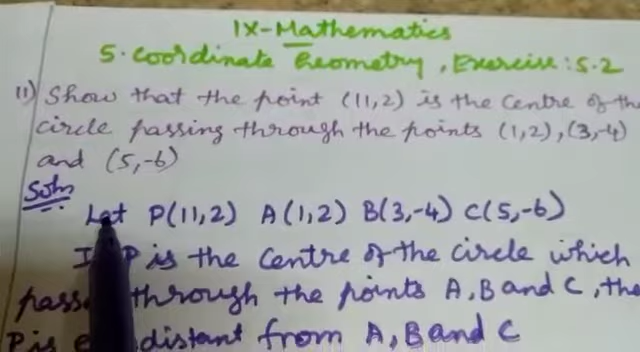 IX-Mathematics
5. Coordinate Geometry, Exercise: 5.2
11) Show that the point (11,2) is the Centre of the
circle passing through the points (1,2), (3,-4)
and (5,-6)
Soln
Let P(11,2) A(1,2) B(3,-4) C(5,-6)
P is the Centre of the circle which
through the points A, B and C, the
P is distant from A, B and C